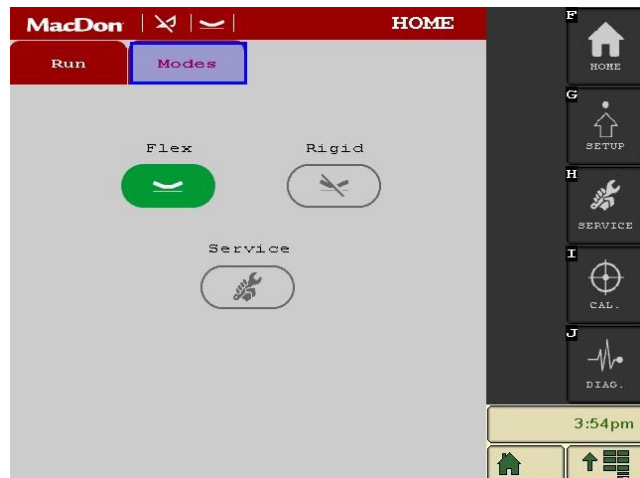 MacDon HOME
Run Modes
Flex Rigid
Service
F
HOME
G
SETUP
H
SERVICE
I
CAL.
J
DIAG.
3:54pm